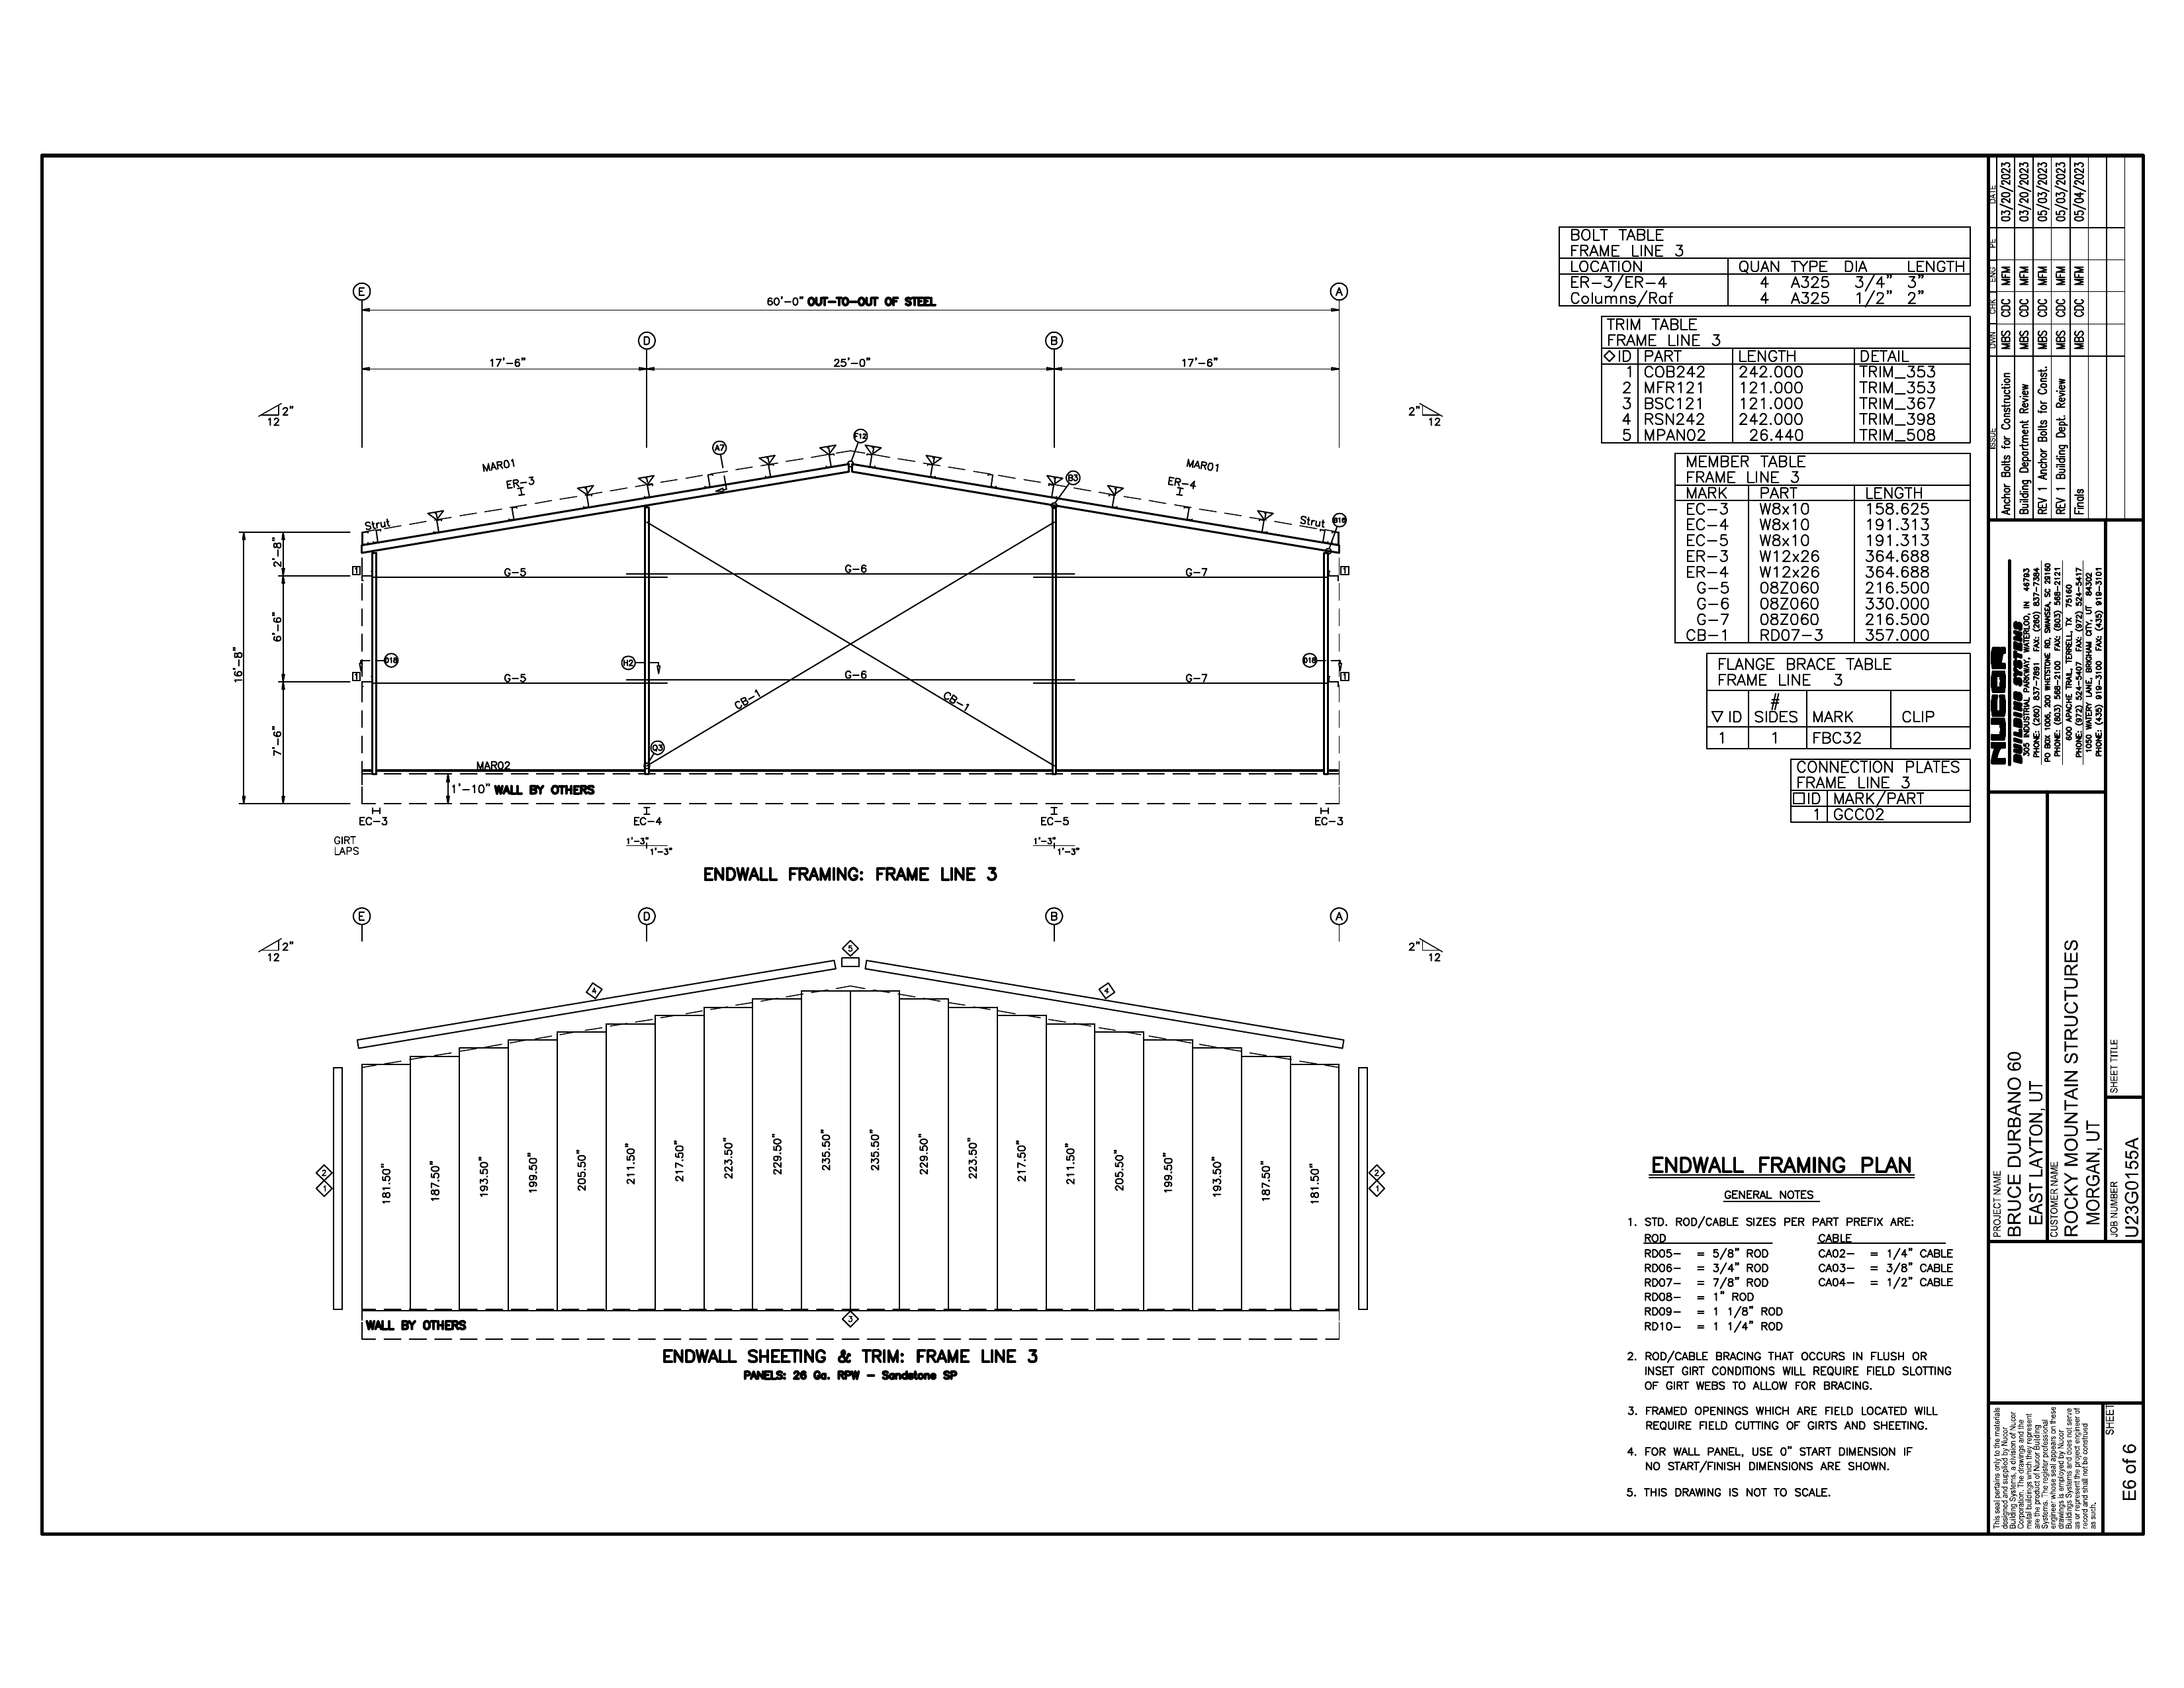 E
60'-0" OUT-TO-OUT OF STEEL
A
D
B
17'-6"
25'-0"
17'-6"
2"
12
2"
12
A7
F12
B3
B16
MAR01
ER-3
MAR01
ER-4
Strut
Strut
2'-8"
6'-6"
7'-6"
16'-8"
1
1
1
1
G-5
G-6
G-7
D18
H2
D18
G-5
G-6
G-7
CB-1
CB-1
Q3
MAR02
1'-10" WALL BY OTHERS
EC-3
EC-4
EC-5
EC-3
GIRT
LAPS
1'-3"
1'-3"
1'-3"
1'-3"
ENDWALL FRAMING: FRAME LINE 3
E
D
B
A
2"
12
2"
12
5
4
4
2
1
2
1
181.50"
187.50"
193.50"
199.50"
205.50"
211.50"
217.50"
223.50"
229.50"
235.50"
235.50"
229.50"
223.50"
217.50"
211.50"
205.50"
199.50"
193.50"
187.50"
181.50"
3
WALL BY OTHERS
ENDWALL SHEETING & TRIM: FRAME LINE 3
PANELS: 26 Ga. RPW - Sandstone SP
BOLT TABLE
FRAME LINE 3
LOCATION QUAN TYPE DIA LENGTH
ER-3/ER-4 4 A325 3/4" 3"
Columns/Raf 4 A325 1/2" 2"
TRIM TABLE
FRAME LINE 3
◇ID PART LENGTH DETAIL
1 COB242 242.000 TRIM_353
2 MFR121 121.000 TRIM_353
3 BSC121 121.000 TRIM_367
4 RSN242 242.000 TRIM_398
5 MPAN02 26.440 TRIM_508
MEMBER TABLE
FRAME LINE 3
MARK PART LENGTH
EC-3 W8x10 158.625
EC-4 W8x10 191.313
EC-5 W8x10 191.313
ER-3 W12x26 364.688
ER-4 W12x26 364.688
G-5 08Z060 216.500
G-6 08Z060 330.000
G-7 08Z060 216.500
CB-1 RD07-3 357.000
FLANGE BRACE TABLE
FRAME LINE 3
▽ID # SIDES MARK CLIP
1 1 FBC32
CONNECTION PLATES
FRAME LINE 3
□ID MARK/PART
1 GCC02
ENDWALL FRAMING PLAN
GENERAL NOTES
1. STD. ROD/CABLE SIZES PER PART PREFIX ARE:
ROD CABLE
RD05- = 5/8" ROD CA02- = 1/4" CABLE
RD06- = 3/4" ROD CA03- = 3/8" CABLE
RD07- = 7/8" ROD CA04- = 1/2" CABLE
RD08- = 1" ROD
RD09- = 1 1/8" ROD
RD10- = 1 1/4" ROD
2. ROD/CABLE BRACING THAT OCCURS IN FLUSH OR
INSET GIRT CONDITIONS WILL REQUIRE FIELD SLOTTING
OF GIRT WEBS TO ALLOW FOR BRACING.
3. FRAMED OPENINGS WHICH ARE FIELD LOCATED WILL
REQUIRE FIELD CUTTING OF GIRTS AND SHEETING.
4. FOR WALL PANEL, USE 0" START DIMENSION IF
NO START/FINISH DIMENSIONS ARE SHOWN.
5. THIS DRAWING IS NOT TO SCALE.
ISSUE DWN CHK ENG PE DATE
Anchor Bolts for Construction MBS CDC MFM 03/20/2023
Building Department Review MBS CDC MFM 03/20/2023
REV 1 Anchor Bolts for Const. MBS CDC MFM 05/03/2023
REV 1 Building Dept. Review MBS CDC MFM 05/03/2023
Finals MBS CDC MFM 05/04/2023
NUCOR
BUILDING SYSTEMS
305 INDUSTRIAL PARKWAY, WATERLOO, IN 46793
PHONE: (260) 837-7891 FAX: (260) 837-7384
PO BOX 1006, 200 WHETSTONE RD, SWANSEA, SC 29160
PHONE: (803) 568-2100 FAX: (803) 568-2121
600 APACHE TRAIL, TERRELL, TX 75160
PHONE: (972) 524-5407 FAX: (972) 524-5417
1050 WATERY LANE, BRIGHAM CITY, UT 84302
PHONE: (435) 919-3100 FAX: (435) 919-3101
PROJECT NAME
BRUCE DURBANO 60
EAST LAYTON, UT
CUSTOMER NAME
ROCKY MOUNTAIN STRUCTURES
MORGAN, UT
JOB NUMBER
U23G0155A
SHEET TITLE
This seal pertains only to the materials
designed and supplied by Nucor
Building Systems, a division of Nucor
Corporation. The drawings and the
metal buildings which they represent
are the product of Nucor Building
Systems. The register professional
engineer whose seal appears on these
drawings is employed by Nucor
Building Systems and does not serve
as or represent the project engineer of
record and shall not be construed
as such.
SHEET
E6 of 6